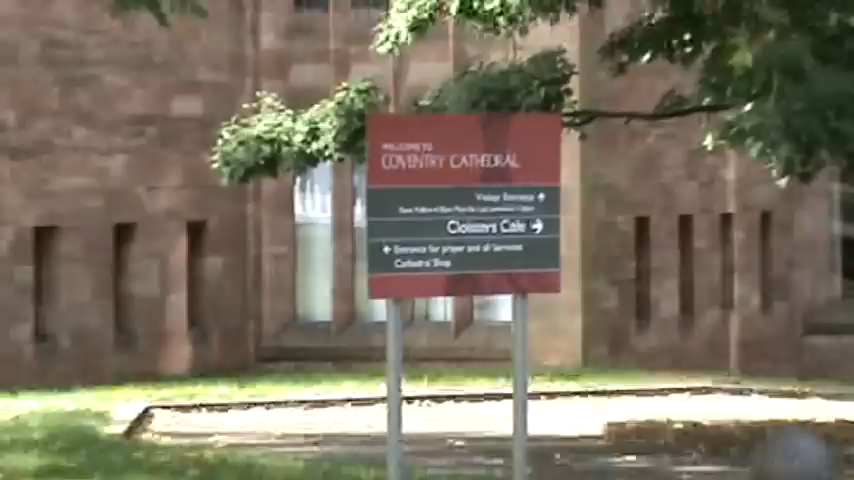 WELCOME TO
COVENTRY CATHEDRAL
Visitor Entrance ↑
Cloisters Cafe →
← Entrance for prayer and all Services
Cathedral Shop